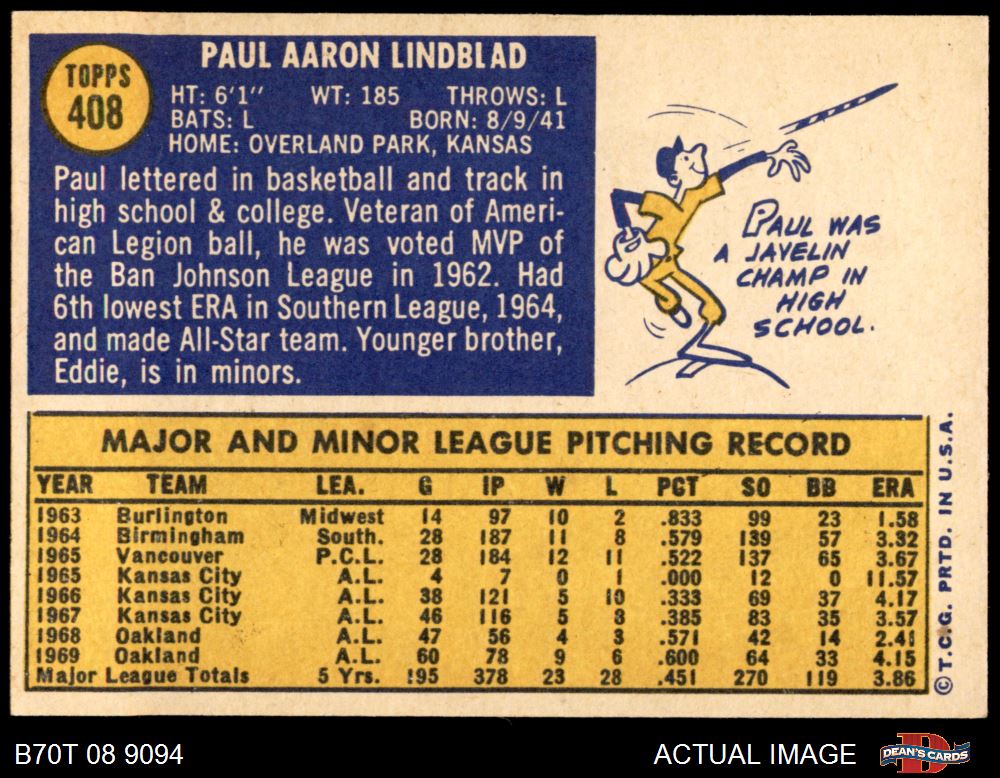 TOPPS
408
PAUL AARON LINDBLAD
HT: 6'1" WT: 185 THROWS: L
BATS: L BORN: 8/9/41
HOME: OVERLAND PARK, KANSAS
Paul lettered in basketball and track in
high school & college. Veteran of Ameri-
can Legion ball, he was voted MVP of
the Ban Johnson League in 1962. Had
6th lowest ERA in Southern League, 1964,
and made All-Star team. Younger brother,
Eddie, is in minors.
PAUL WAS
A JAVELIN
CHAMP IN
HIGH
SCHOOL.
MAJOR AND MINOR LEAGUE PITCHING RECORD
YEAR TEAM LEA. G IP W L PCT SO BB ERA
1963 Burlington Midwest 14 97 10 2 .833 99 23 1.58
1964 Birmingham South. 28 187 11 8 .579 139 57 3.32
1965 Vancouver P.C.L. 28 184 12 11 .522 137 65 3.67
1965 Kansas City A.L. 4 7 0 1 .000 12 0 11.57
1966 Kansas City A.L. 38 121 5 10 .333 69 37 4.17
1967 Kansas City A.L. 46 116 5 8 .385 83 35 3.57
1968 Oakland A.L. 47 56 4 3 .571 42 14 2.41
1969 Oakland A.L. 60 78 9 6 .600 64 33 4.15
Major League Totals 5 Yrs. 195 378 23 28 .451 270 119 3.86
© T.C.G. PRTD. IN U.S.A.
B70T 08 9094
ACTUAL IMAGE
DEAN'S CARDS